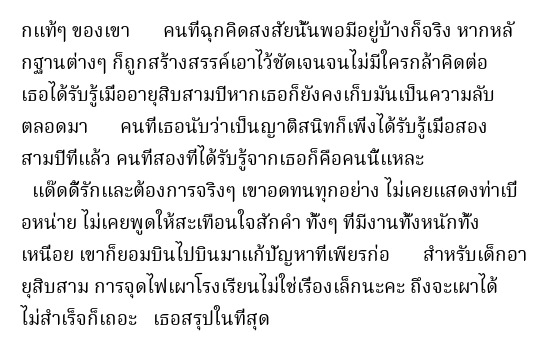 กแท้ๆ ของเขา คนที่ฉุกคิดสงสัยนั้นพอมีอยู่บ้างก็จริง หากหลั
กฐานต่างๆ ก็ถูกสร้างสรรค์เอาไว้ชัดเจนจนไม่มีใครกล้าคิดต่อ
เธอได้รับรู้เมื่ออายุสิบสามปีหากเธอก็ยังคงเก็บมันเป็นความลับ
ตลอดมา คนที่เธอนับว่าเป็นญาติสนิทก็เพิ่งได้รับรู้เมื่อสอง
สามปีที่แล้ว คนที่สองที่ได้รับรู้จากเธอก็คือคนนี้แหละ
แด๊ดดี้รักและต้องการจริงๆ เขาอดทนทุกอย่าง ไม่เคยแสดงท่าเบื่
อหน่าย ไม่เคยพูดให้สะเทือนใจสักคำ ทั้งๆ ที่มีงานทั้งหนักทั้ง
เหนื่อย เขาก็ยอมบินไปบินมาแก้ปัญหาที่เพียรก่อ สำหรับเด็กอา
ยุสิบสาม การจุดไฟเผาโรงเรียนไม่ใช่เรื่องเล็กนะคะ ถึงจะเผาได้
ไม่สำเร็จก็เถอะ เธอสรุปในที่สุด